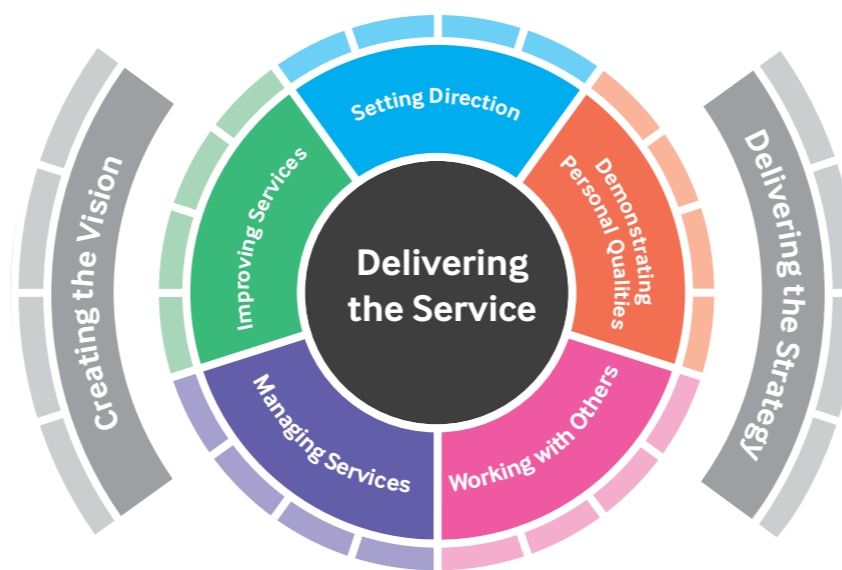 Setting Direction
Demonstrating
Personal Qualities
Working with Others
Managing Services
Improving Services
Delivering
the Service
Creating the Vision
Delivering the Strategy